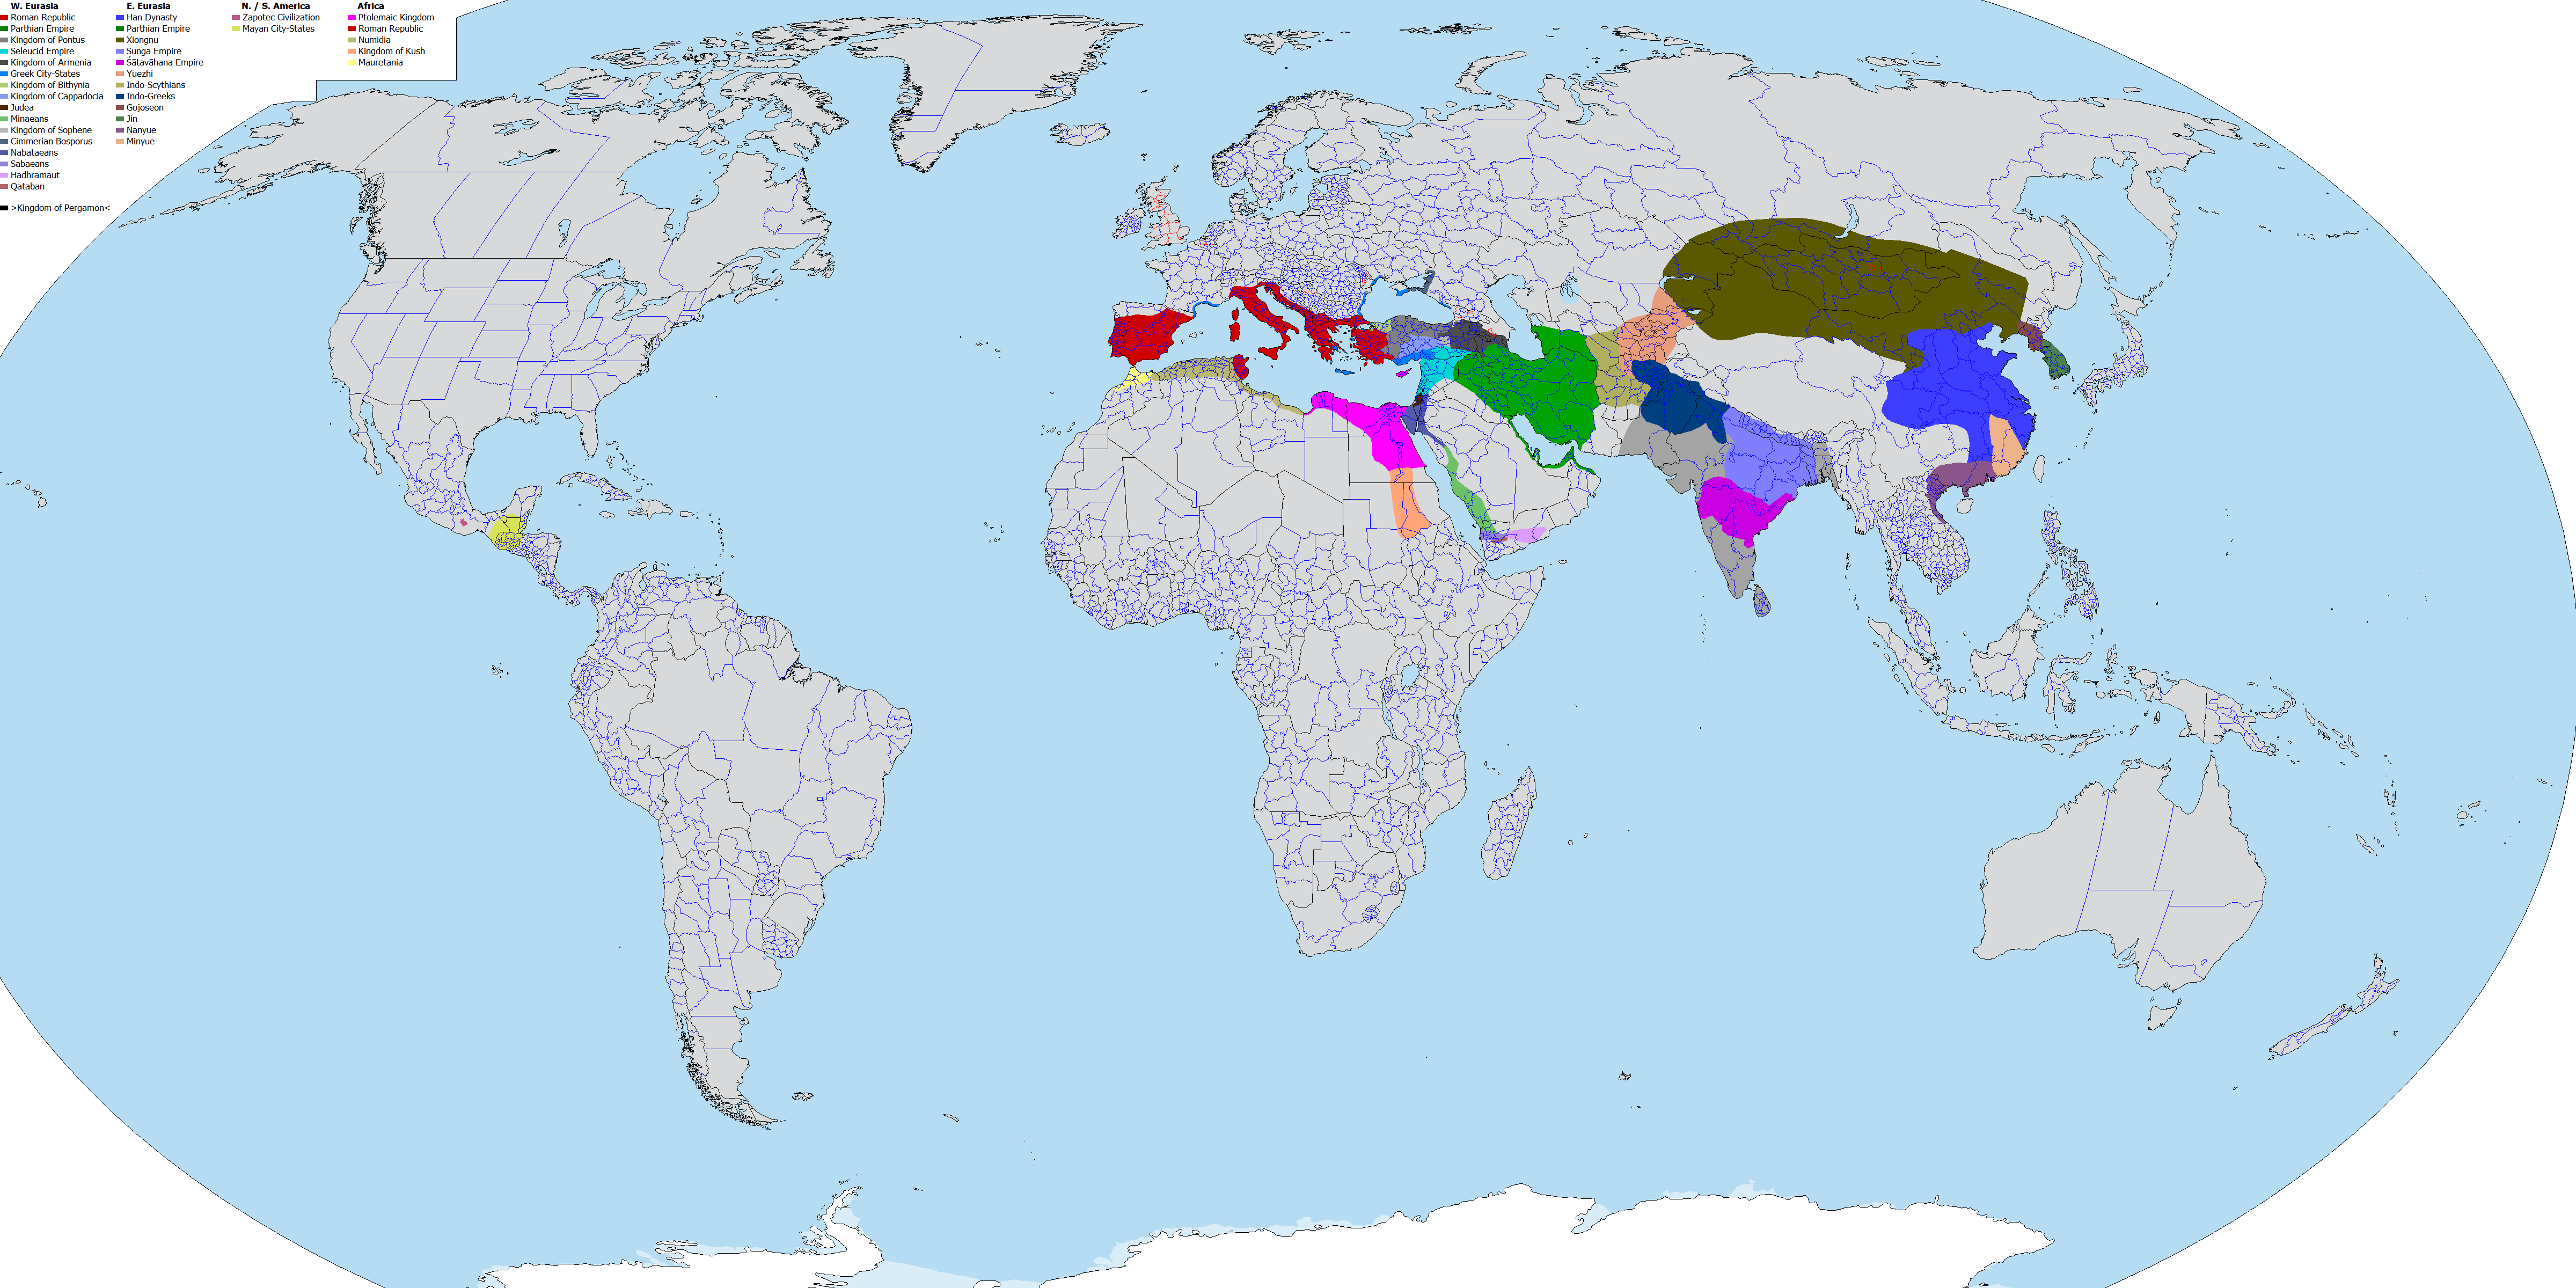 W. Eurasia
Roman Republic
Parthian Empire
Kingdom of Pontus
Seleucid Empire
Kingdom of Armenia
Greek City-States
Kingdom of Bithynia
Kingdom of Cappadocia
Judea
Minaeans
Kingdom of Sophene
Cimmerian Bosporus
Nabataeans
Sabaeans
Hadhramaut
Qataban
>Kingdom of Pergamon<
E. Eurasia
Han Dynasty
Parthian Empire
Xiongnu
Sunga Empire
Sātavāhana Empire
Yuezhi
Indo-Scythians
Indo-Greeks
Gojoseon
Jin
Nanyue
Minyue
N. / S. America
Zapotec Civilization
Mayan City-States
Africa
Ptolemaic Kingdom
Roman Republic
Numidia
Kingdom of Kush
Mauretania